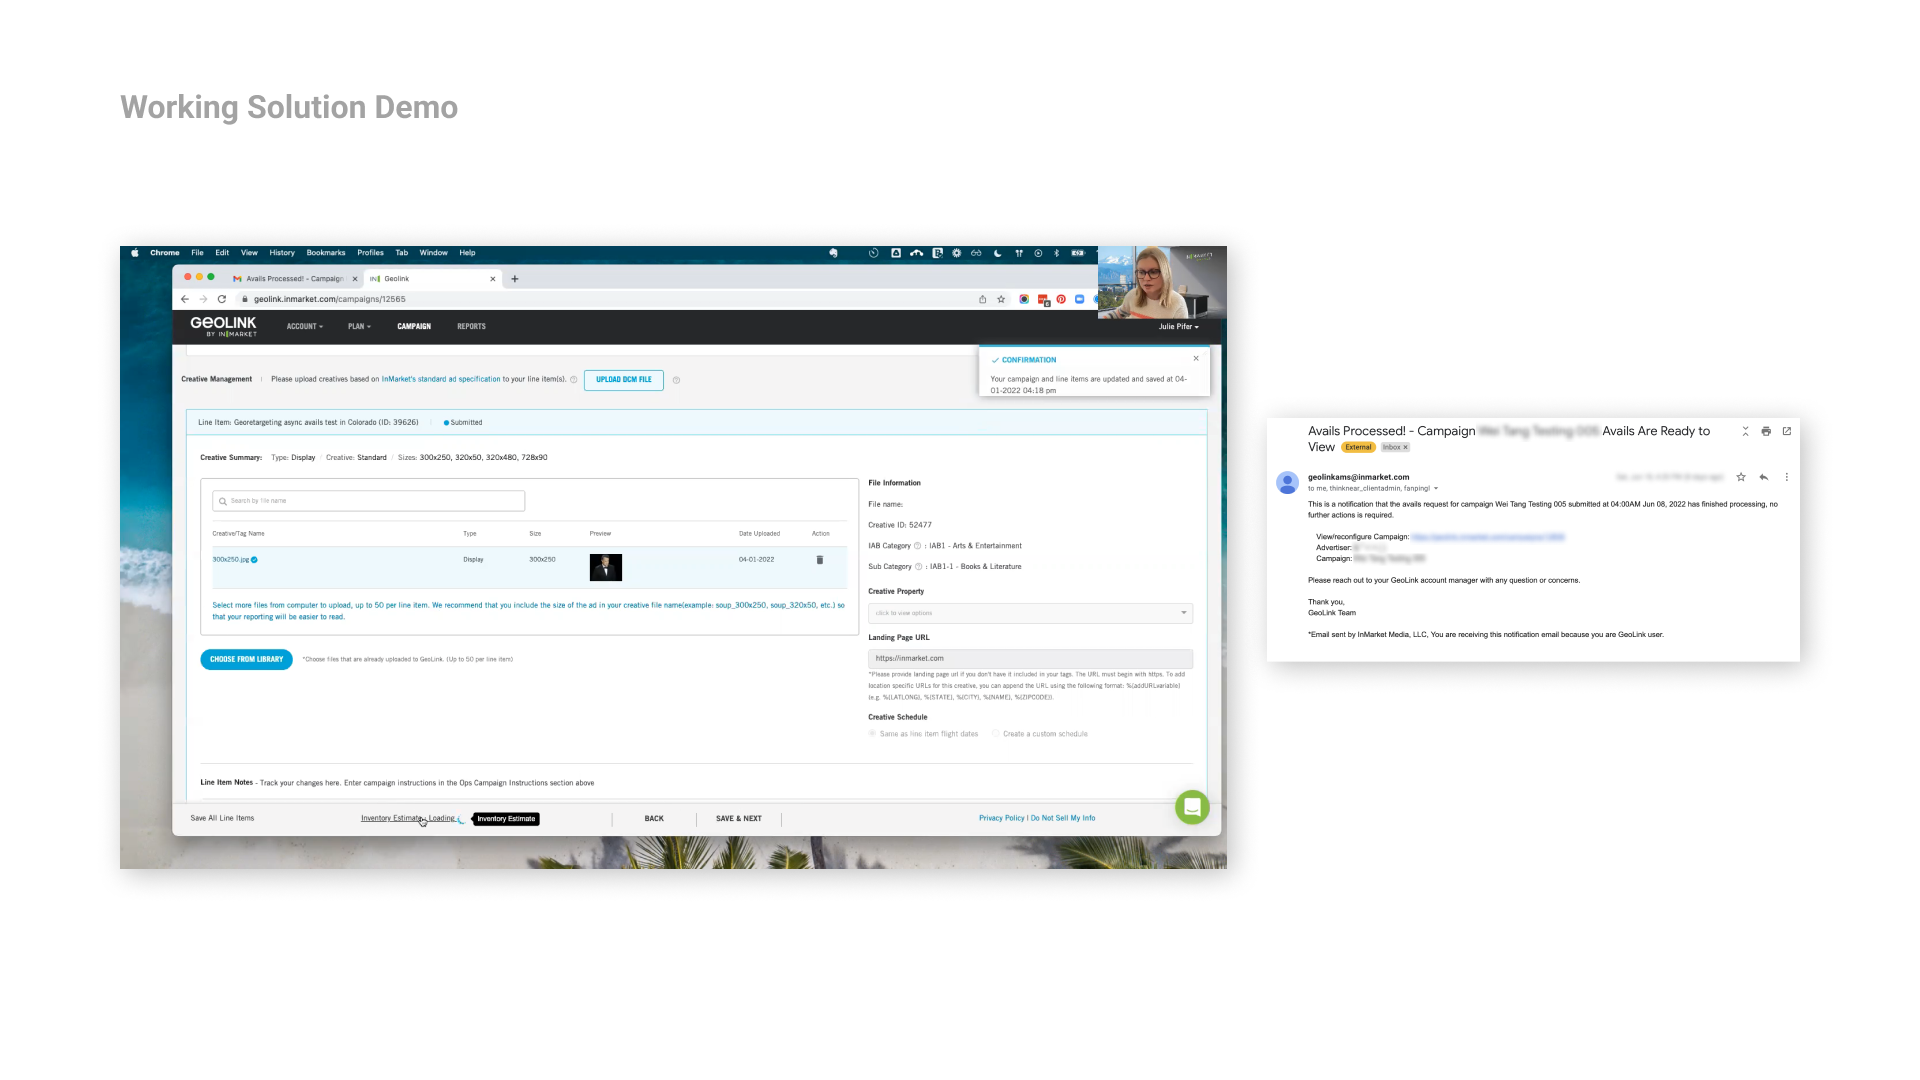 Working Solution Demo
Chrome File Edit View History Bookmarks Profiles Tab Window Help
Avails Processed! - Campaign
IN Geolink
geolink.inmarket.com/campaigns/12565
GEOLINK
BY INMARKET
ACCOUNT PLAN CAMPAIGN REPORTS
Julie Pifer
CONFIRMATION
Your campaign and line items are updated and saved at 04-
01-2022 04:18 pm
Creative Management | Please upload creatives based on InMarket's standard ad specification to your line item(s). UPLOAD DCM FILE
Line Item: Georetargeting async avails test in Colorado (ID: 39626) Submitted
Creative Summary: Type: Display / Creative: Standard / Sizes: 300x250, 320x50, 320x480, 728x90
Search by file name
Creative/Tag Name Type Size Preview Date Uploaded Action
300x250.jpg Display 300x250 04-01-2022
Select more files from computer to upload, up to 50 per line item. We recommend that you include the size of the ad in your creative file name(example: soup_300x250, soup_320x50, etc.) so
that your reporting will be easier to read.
CHOOSE FROM LIBRARY *Choose files that are already uploaded to GeoLink. (Up to 50 per line item)
File Information
File name:
Creative ID: 52477
IAB Category : IAB1 - Arts & Entertainment
Sub Category : IAB1-1 - Books & Literature
Creative Property
click to view options
Landing Page URL
https://inmarket.com
*Please provide landing page url if you don't have it included in your tags. The URL must begin with https. To add
location specific URLs for this creative, you can append the URL using the following format: %{addURLvariable}
(e.g. %{LATLONG}, %{STATE}, %{CITY}, %{NAME}, %{ZIPCODE}).
Creative Schedule
Same as line item flight dates Create a custom schedule
Line Item Notes - Track your changes here. Enter campaign instructions in the Ops Campaign Instructions section above
Save All Line Items Inventory Estimate Loading Inventory Estimate BACK SAVE & NEXT Privacy Policy | Do Not Sell My Info
Avails Processed! - Campaign Wei Tang Testing 005 Avails Are Ready to
View External Inbox x
geolinkams@inmarket.com
to me, thinknear_clientadmin, fanpingl
This is a notification that the avails request for campaign Wei Tang Testing 005 submitted at 04:00AM Jun 08, 2022 has finished processing, no
further actions is required.
View/reconfigure Campaign:
Advertiser:
Campaign: Wei Tang Testing 005
Please reach out to your GeoLink account manager with any question or concerns.
Thank you,
GeoLink Team
*Email sent by InMarket Media, LLC, You are receiving this notification email because you are GeoLink user.